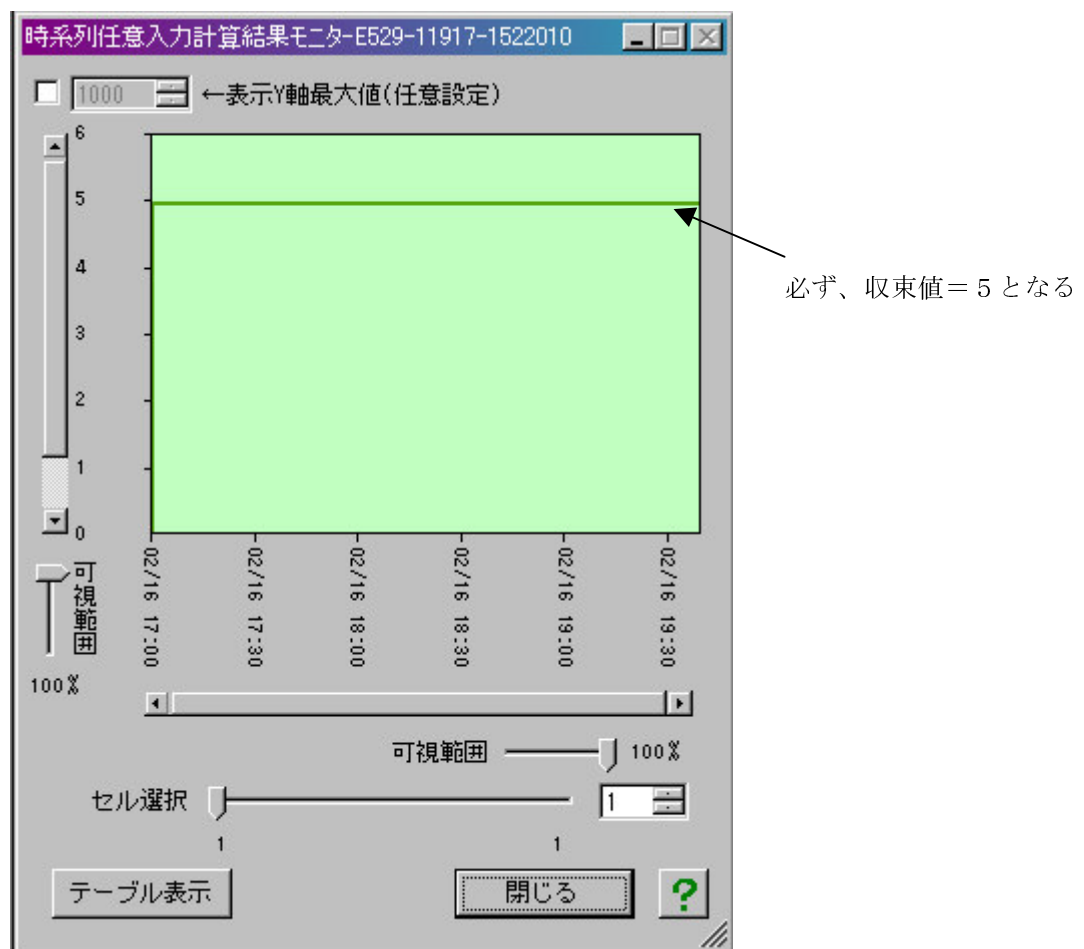 時系列任意入力計算結果モニター-E529-11917-1522010
1000 ←表示Y軸最大値(任意設定)
6
5
4
3
2
1
0
必ず、収束値＝５となる
02/16 17:00
02/16 17:30
02/16 18:00
02/16 18:30
02/16 19:00
02/16 19:30
可視範囲
100%
可視範囲 100%
セル選択 1
1 1
テーブル表示 閉じる ?